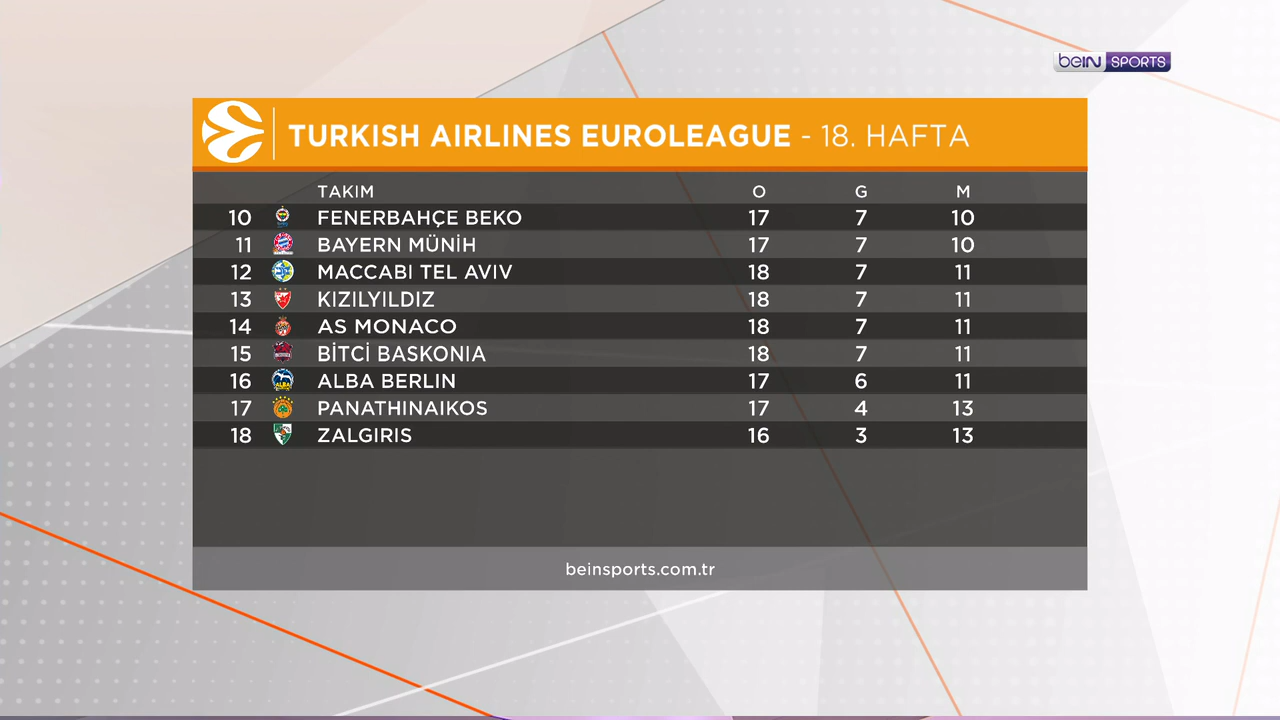 beIN SPORTS
TURKISH AIRLINES EUROLEAGUE - 18. HAFTA
TAKIM O G M
10 FENERBAHÇE BEKO 17 7 10
11 BAYERN MÜNİH 17 7 10
12 MACCABI TEL AVIV 18 7 11
13 KIZILYILDIZ 18 7 11
14 AS MONACO 18 7 11
15 BİTCİ BASKONIA 18 7 11
16 ALBA BERLIN 17 6 11
17 PANATHINAIKOS 17 4 13
18 ZALGIRIS 16 3 13
beinsports.com.tr